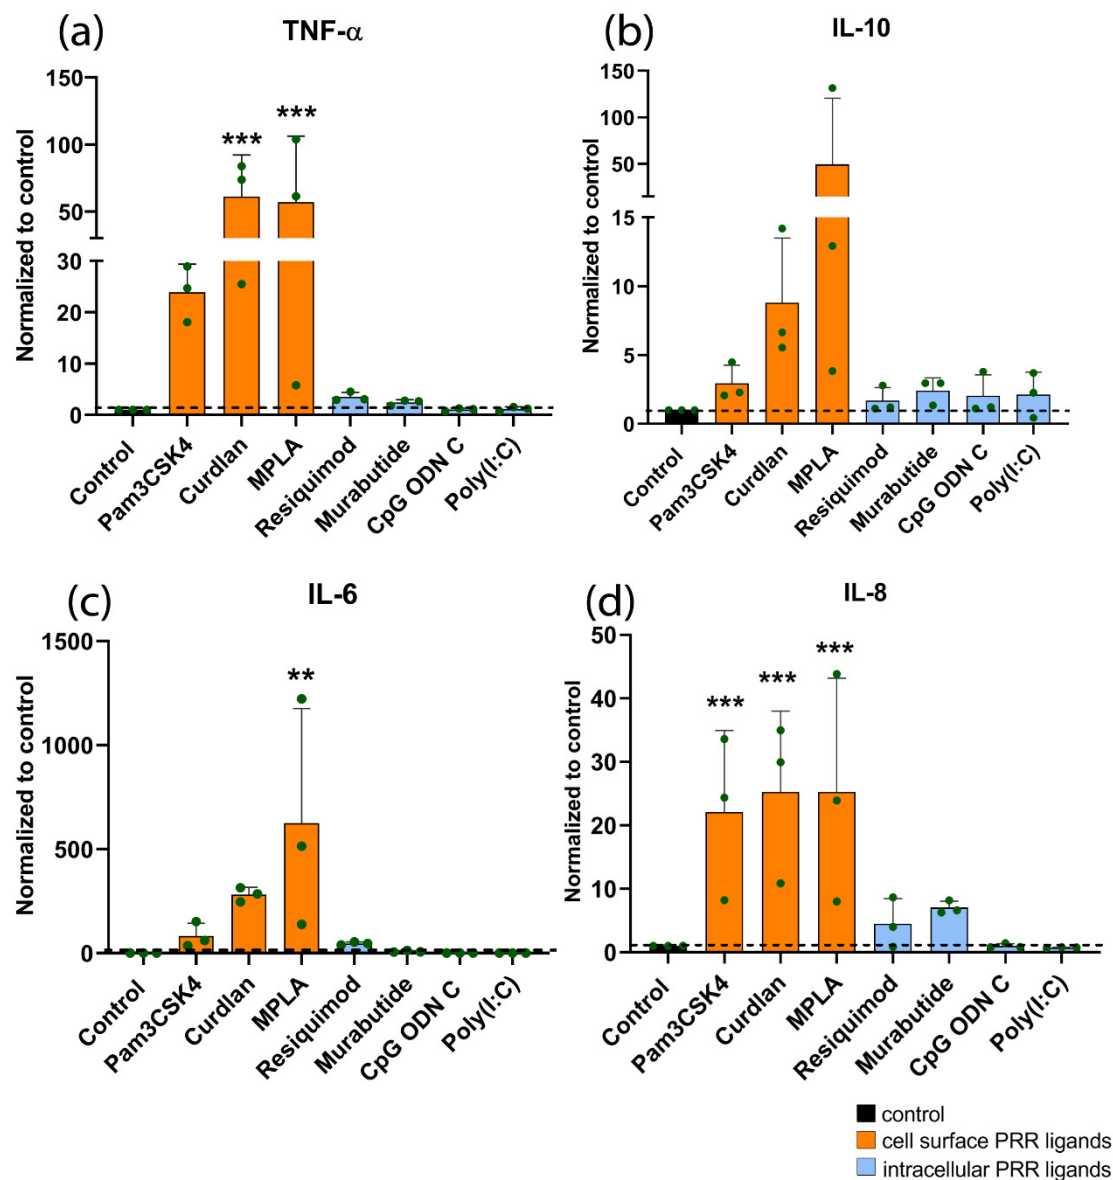 (a)
TNF-α
Normalized to control
150
100
50
30
20
10
0
***
***
Control
Pam3CSK4
Curdlan
MPLA
Resiquimod
Murabutide
CpG ODN C
Poly(I:C)
(b)
IL-10
Normalized to control
150
100
50
15
10
5
0
Control
Pam3CSK4
Curdlan
MPLA
Resiquimod
Murabutide
CpG ODN C
Poly(I:C)
(c)
IL-6
Normalized to control
1500
1000
500
0
**
Control
Pam3CSK4
Curdlan
MPLA
Resiquimod
Murabutide
CpG ODN C
Poly(I:C)
(d)
IL-8
Normalized to control
50
40
30
20
10
0
***
***
***
Control
Pam3CSK4
Curdlan
MPLA
Resiquimod
Murabutide
CpG ODN C
Poly(I:C)
control
cell surface PRR ligands
intracellular PRR ligands